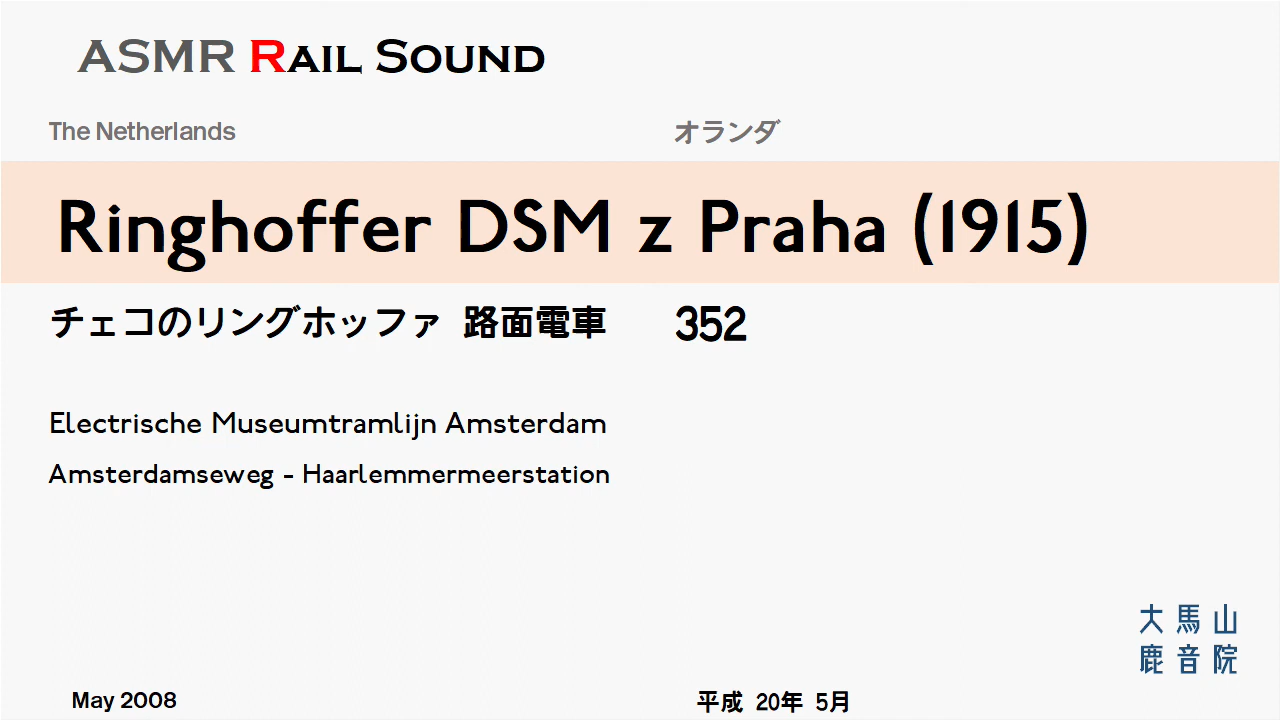 ASMR RAIL SOUND
The Netherlands オランダ
Ringhoffer DSM z Praha (1915)
チェコのリングホッファ 路面電車 352
Electrische Museumtramlijn Amsterdam
Amsterdamseweg - Haarlemmermeerstation
大馬山
鹿音院
May 2008 平成 20年 5月